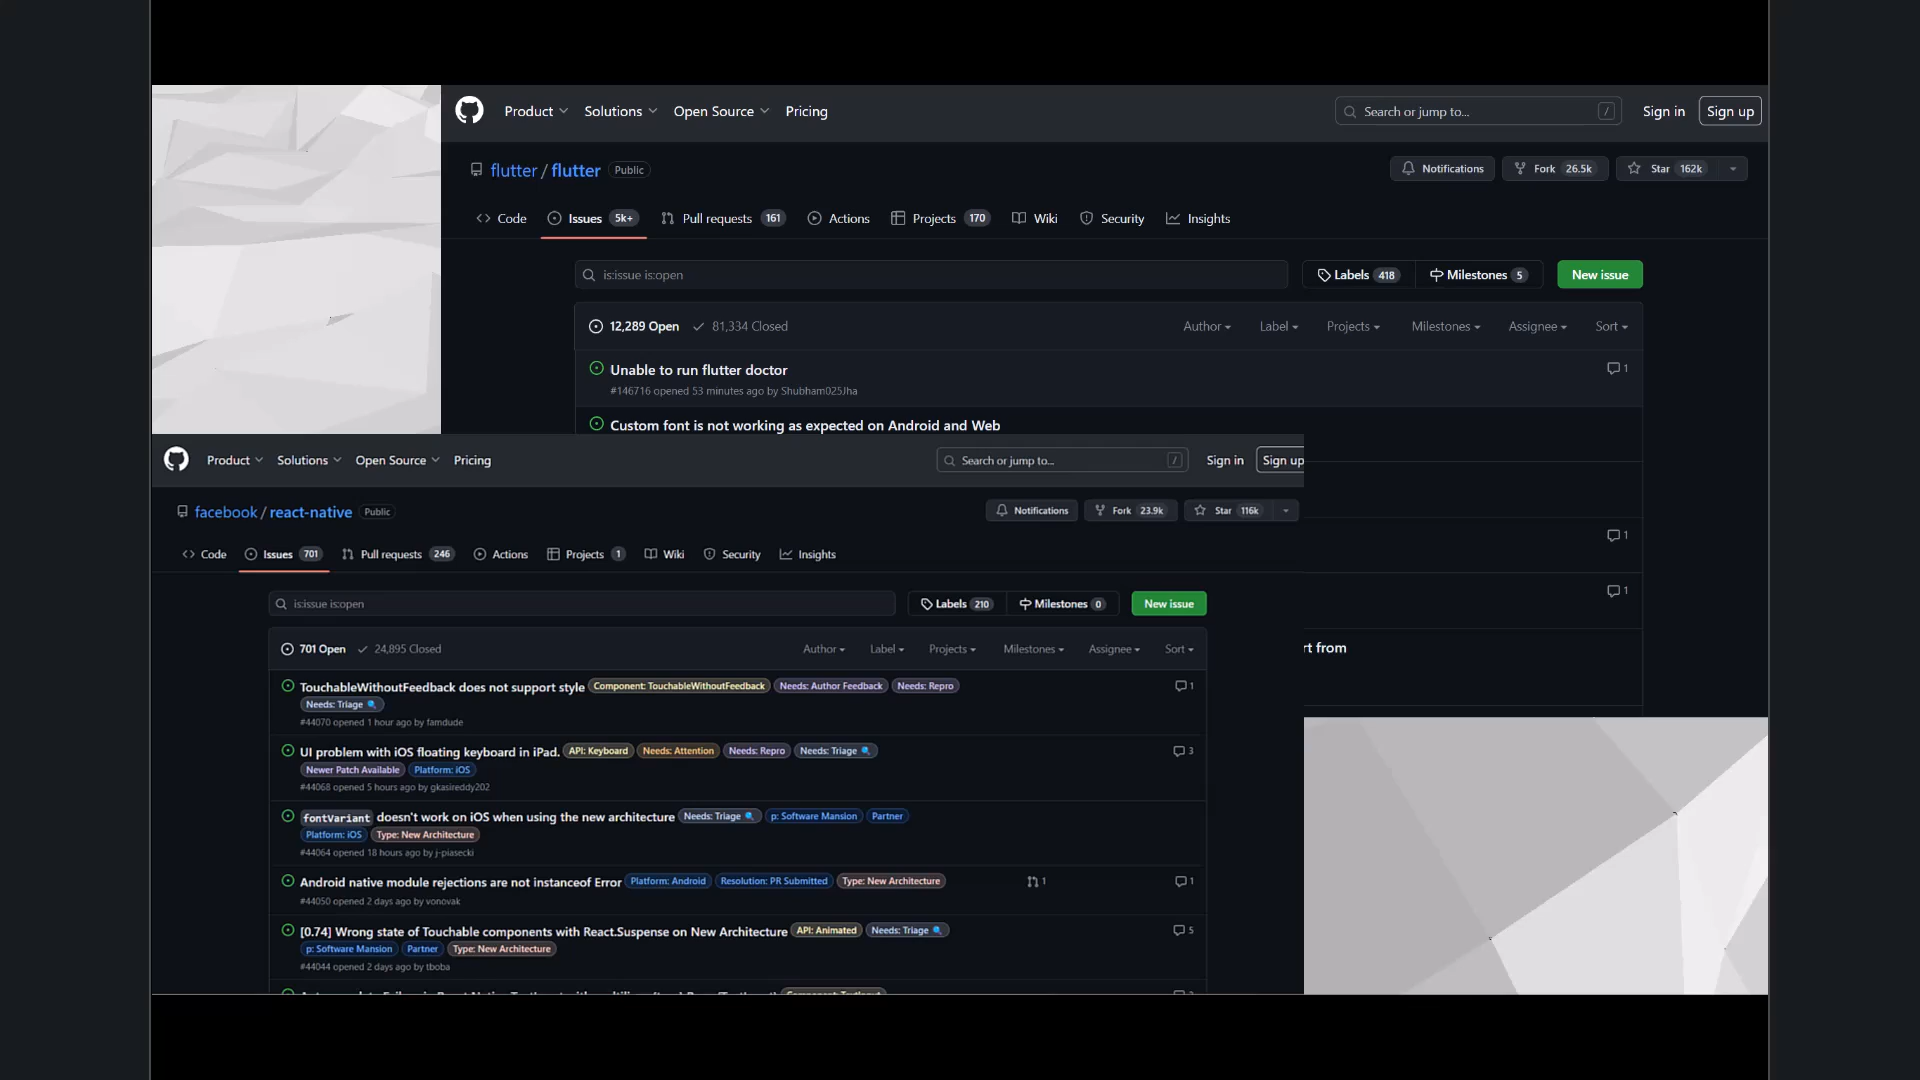 Product Solutions Open Source Pricing Search or jump to... / Sign in Sign up
flutter / flutter Public Notifications Fork 26.5k Star 162k
Code Issues 5k+ Pull requests 161 Actions Projects 170 Wiki Security Insights
is:issue is:open Labels 418 Milestones 5 New issue
12,289 Open 81,334 Closed Author Label Projects Milestones Assignee Sort
Unable to run flutter doctor 1
#146716 opened 53 minutes ago by Shubham025Jha
Custom font is not working as expected on Android and Web
1
1
rt from
Product Solutions Open Source Pricing Search or jump to... / Sign in Sign up
facebook / react-native Public Notifications Fork 23.9k Star 116k
Code Issues 701 Pull requests 246 Actions Projects 1 Wiki Security Insights
is:issue is:open Labels 210 Milestones 0 New issue
701 Open 24,895 Closed Author Label Projects Milestones Assignee Sort
TouchableWithoutFeedback does not support style Component: TouchableWithoutFeedback Needs: Author Feedback Needs: Repro 1
Needs: Triage
#44070 opened 1 hour ago by famdude
UI problem with iOS floating keyboard in iPad. API: Keyboard Needs: Attention Needs: Repro Needs: Triage 3
Newer Patch Available Platform: iOS
#44068 opened 5 hours ago by gkasireddy202
fontVariant doesn't work on iOS when using the new architecture Needs: Triage p: Software Mansion Partner
Platform: iOS Type: New Architecture
#44064 opened 18 hours ago by j-piasecki
Android native module rejections are not instanceof Error Platform: Android Resolution: PR Submitted Type: New Architecture 1 1
#44050 opened 2 days ago by vonovak
[0.74] Wrong state of Touchable components with React.Suspense on New Architecture API: Animated Needs: Triage 5
p: Software Mansion Partner Type: New Architecture
#44044 opened 2 days ago by tboba